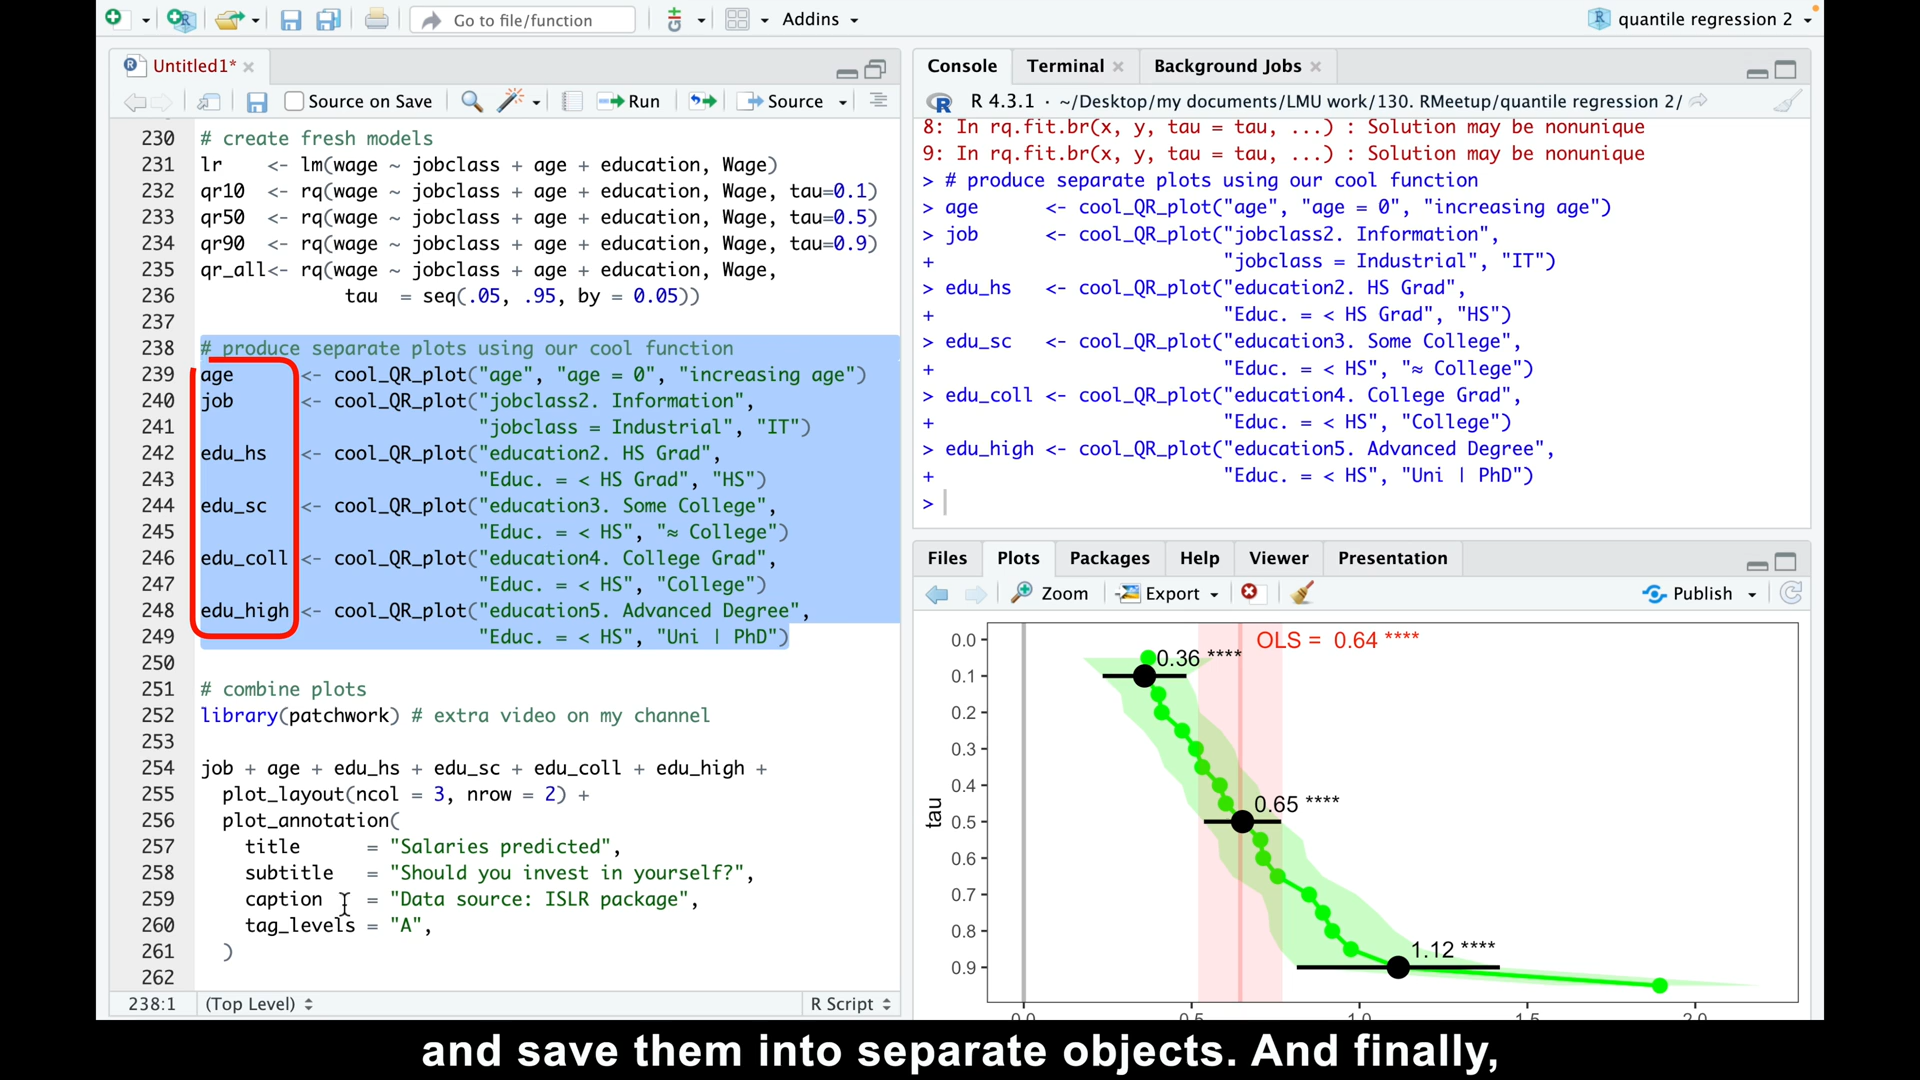 Go to file/function
Addins
quantile regression 2
Untitled1*
Source on Save
Run
Source
230 # create fresh models
231 lr    <- lm(wage ~ jobclass + age + education, Wage)
232 qr10  <- rq(wage ~ jobclass + age + education, Wage, tau=0.1)
233 qr50  <- rq(wage ~ jobclass + age + education, Wage, tau=0.5)
234 qr90  <- rq(wage ~ jobclass + age + education, Wage, tau=0.9)
235 qr_all<- rq(wage ~ jobclass + age + education, Wage,
236              tau  = seq(.05, .95, by = 0.05))
237
238 # produce separate plots using our cool function
239 age      <- cool_QR_plot("age", "age = 0", "increasing age")
240 job      <- cool_QR_plot("jobclass2. Information",
241                          "jobclass = Industrial", "IT")
242 edu_hs   <- cool_QR_plot("education2. HS Grad",
243                          "Educ. = < HS Grad", "HS")
244 edu_sc   <- cool_QR_plot("education3. Some College",
245                          "Educ. = < HS", "≈ College")
246 edu_coll <- cool_QR_plot("education4. College Grad",
247                          "Educ. = < HS", "College")
248 edu_high <- cool_QR_plot("education5. Advanced Degree",
249                          "Educ. = < HS", "Uni | PhD")
250
251 # combine plots
252 library(patchwork) # extra video on my channel
253
254 job + age + edu_hs + edu_sc + edu_coll + edu_high +
255   plot_layout(ncol = 3, nrow = 2) +
256   plot_annotation(
257     title      = "Salaries predicted",
258     subtitle   = "Should you invest in yourself?",
259     caption    = "Data source: ISLR package",
260     tag_levels = "A",
261   )
262
238:1 (Top Level) R Script
Console Terminal Background Jobs
R 4.3.1 · ~/Desktop/my documents/LMU work/130. RMeetup/quantile regression 2/
8: In rq.fit.br(x, y, tau = tau, ...) : Solution may be nonunique
9: In rq.fit.br(x, y, tau = tau, ...) : Solution may be nonunique
> # produce separate plots using our cool function
> age      <- cool_QR_plot("age", "age = 0", "increasing age")
> job      <- cool_QR_plot("jobclass2. Information",
+                          "jobclass = Industrial", "IT")
> edu_hs   <- cool_QR_plot("education2. HS Grad",
+                          "Educ. = < HS Grad", "HS")
> edu_sc   <- cool_QR_plot("education3. Some College",
+                          "Educ. = < HS", "≈ College")
> edu_coll <- cool_QR_plot("education4. College Grad",
+                          "Educ. = < HS", "College")
> edu_high <- cool_QR_plot("education5. Advanced Degree",
+                          "Educ. = < HS", "Uni | PhD")
>
Files Plots Packages Help Viewer Presentation
Zoom Export Publish
OLS = 0.64 ****
0.36 ****
0.65 ****
1.12 ****
tau
0.0
0.1
0.2
0.3
0.4
0.5
0.6
0.7
0.8
0.9
0.0 0.5 1.0 1.5 2.0
and save them into separate objects. And finally,